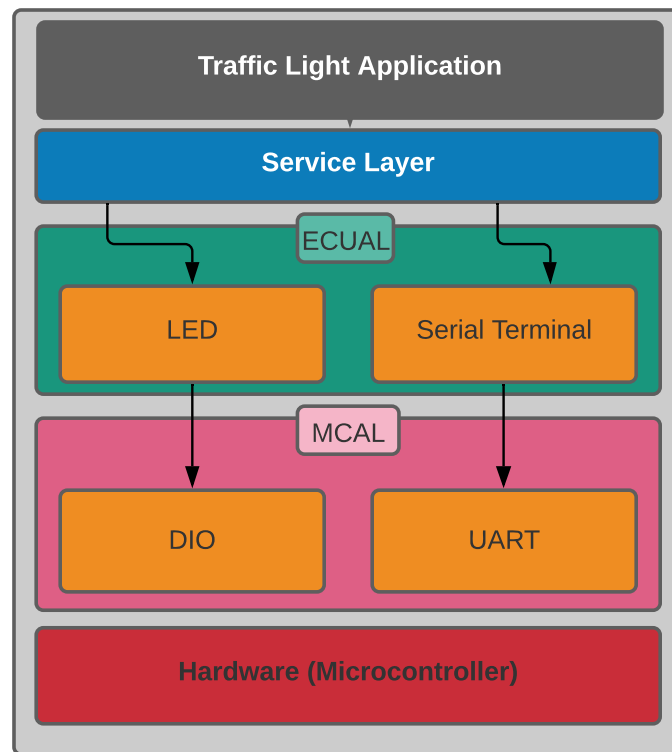 Traffic Light Application
Service Layer
ECUAL
LED
Serial Terminal
MCAL
DIO
UART
Hardware (Microcontroller)